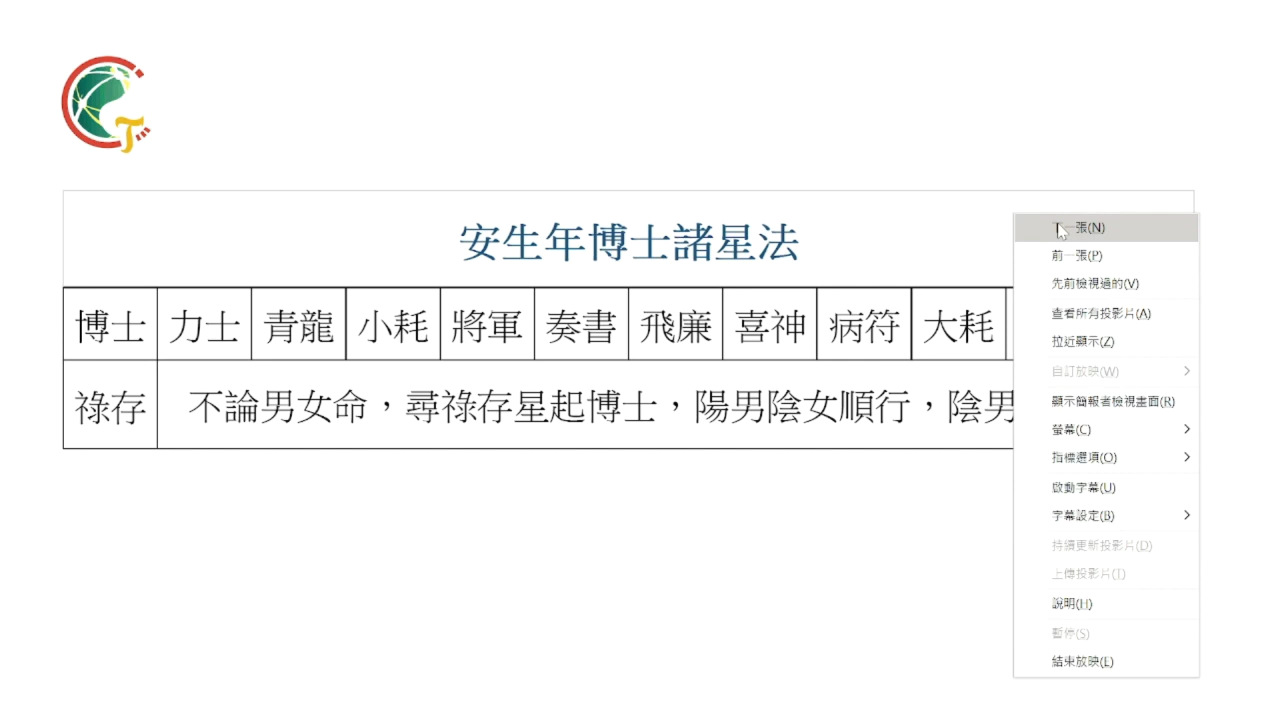 安生年博士諸星法
博士 力士 青龍 小耗 將軍 奏書 飛廉 喜神 病符 大耗
祿存 不論男女命，尋祿存星起博士，陽男陰女順行，陰男
下一張(N)
前一張(P)
先前檢視過的(V)
查看所有投影片(A)
拉近顯示(Z)
自訂放映(W)
顯示簡報者檢視畫面(R)
螢幕(C)
指標選項(O)
啟動字幕(U)
字幕設定(B)
持續更新投影片(D)
上傳投影片(T)
說明(H)
暫停(S)
結束放映(E)